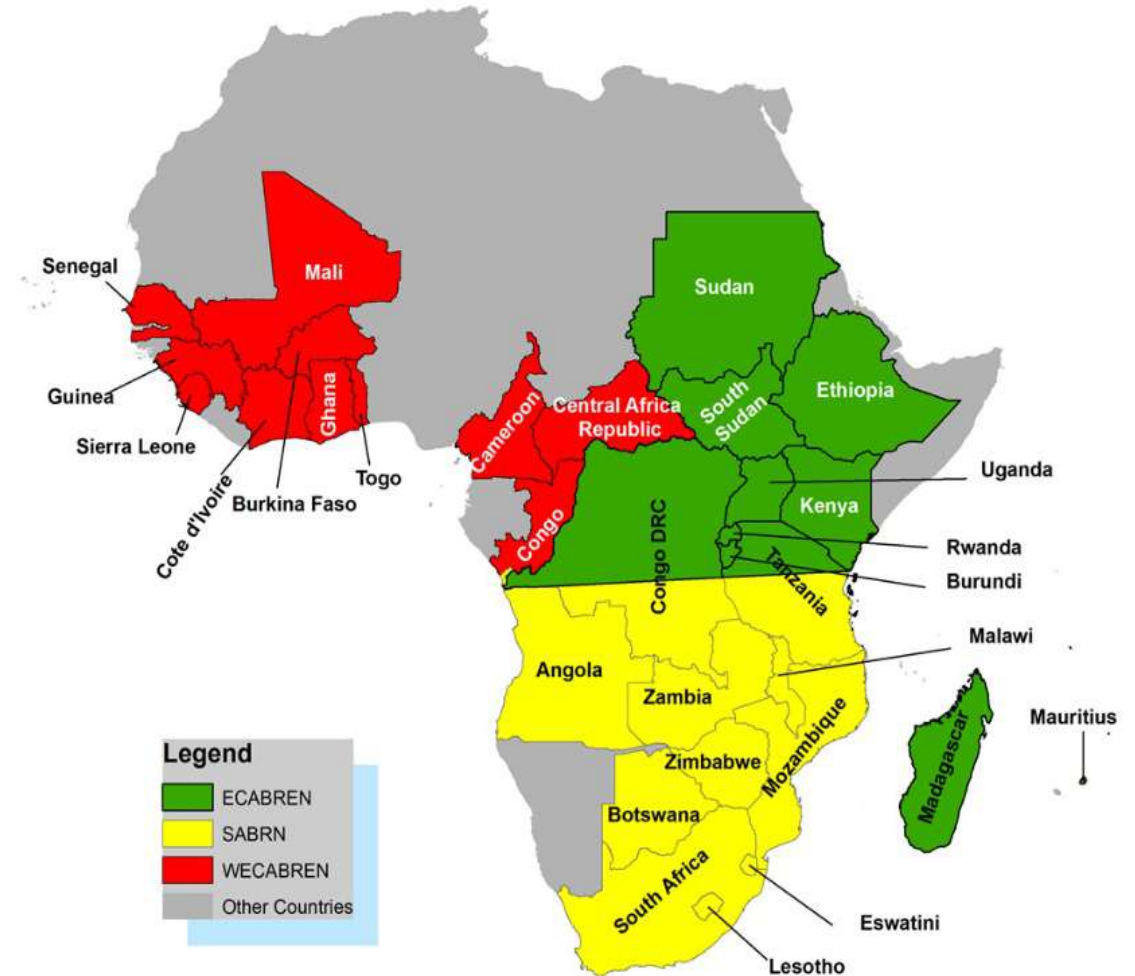 Senegal
Mali
Sudan
Guinea
Ghana
Cameroon
Central Africa
Republic
South
Sudan
Ethiopia
Sierra Leone
Togo
Uganda
Cote d'Ivoire
Burkina Faso
Congo
Congo DRC
Kenya
Rwanda
Tanzania
Burundi
Malawi
Angola
Zambia
Mozambique
Madagascar
Mauritius
Zimbabwe
Botswana
South Africa
Eswatini
Lesotho
Legend
ECABREN
SABRN
WECABREN
Other Countries